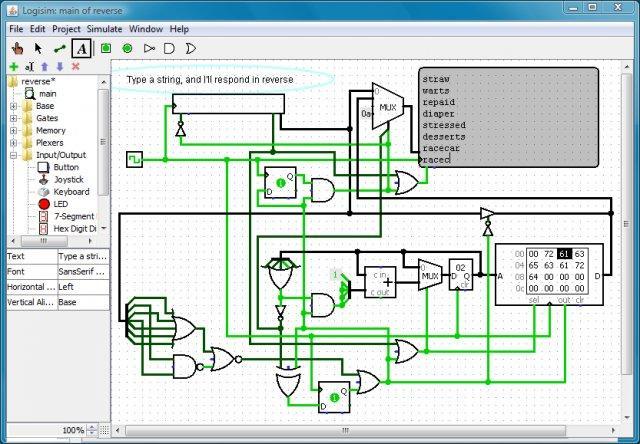 Logisim: main of reverse
File Edit Project Simulate Window Help
A
aI
reverse*
main
Base
Gates
Memory
Plexers
Input/Output
Button
Joystick
Keyboard
LED
7-Segment
Hex Digit Di
Text Type a stri...
Font SansSerif ...
Horizontal ... Left
Vertical Ali... Base
100%
Type a string, and I'll respond in reverse
straw
warts
repaid
diaper
stressed
desserts
racecar
raced
0
MUX
0a
Q
D
1
1
c in
+
c out
0
MUX
02
D Q
clr
A
00 00 72 61 63
04 65 63 61 72
08 00 00 00 00
0c 00 00 00 00
D
sel out clr
Q
D
1